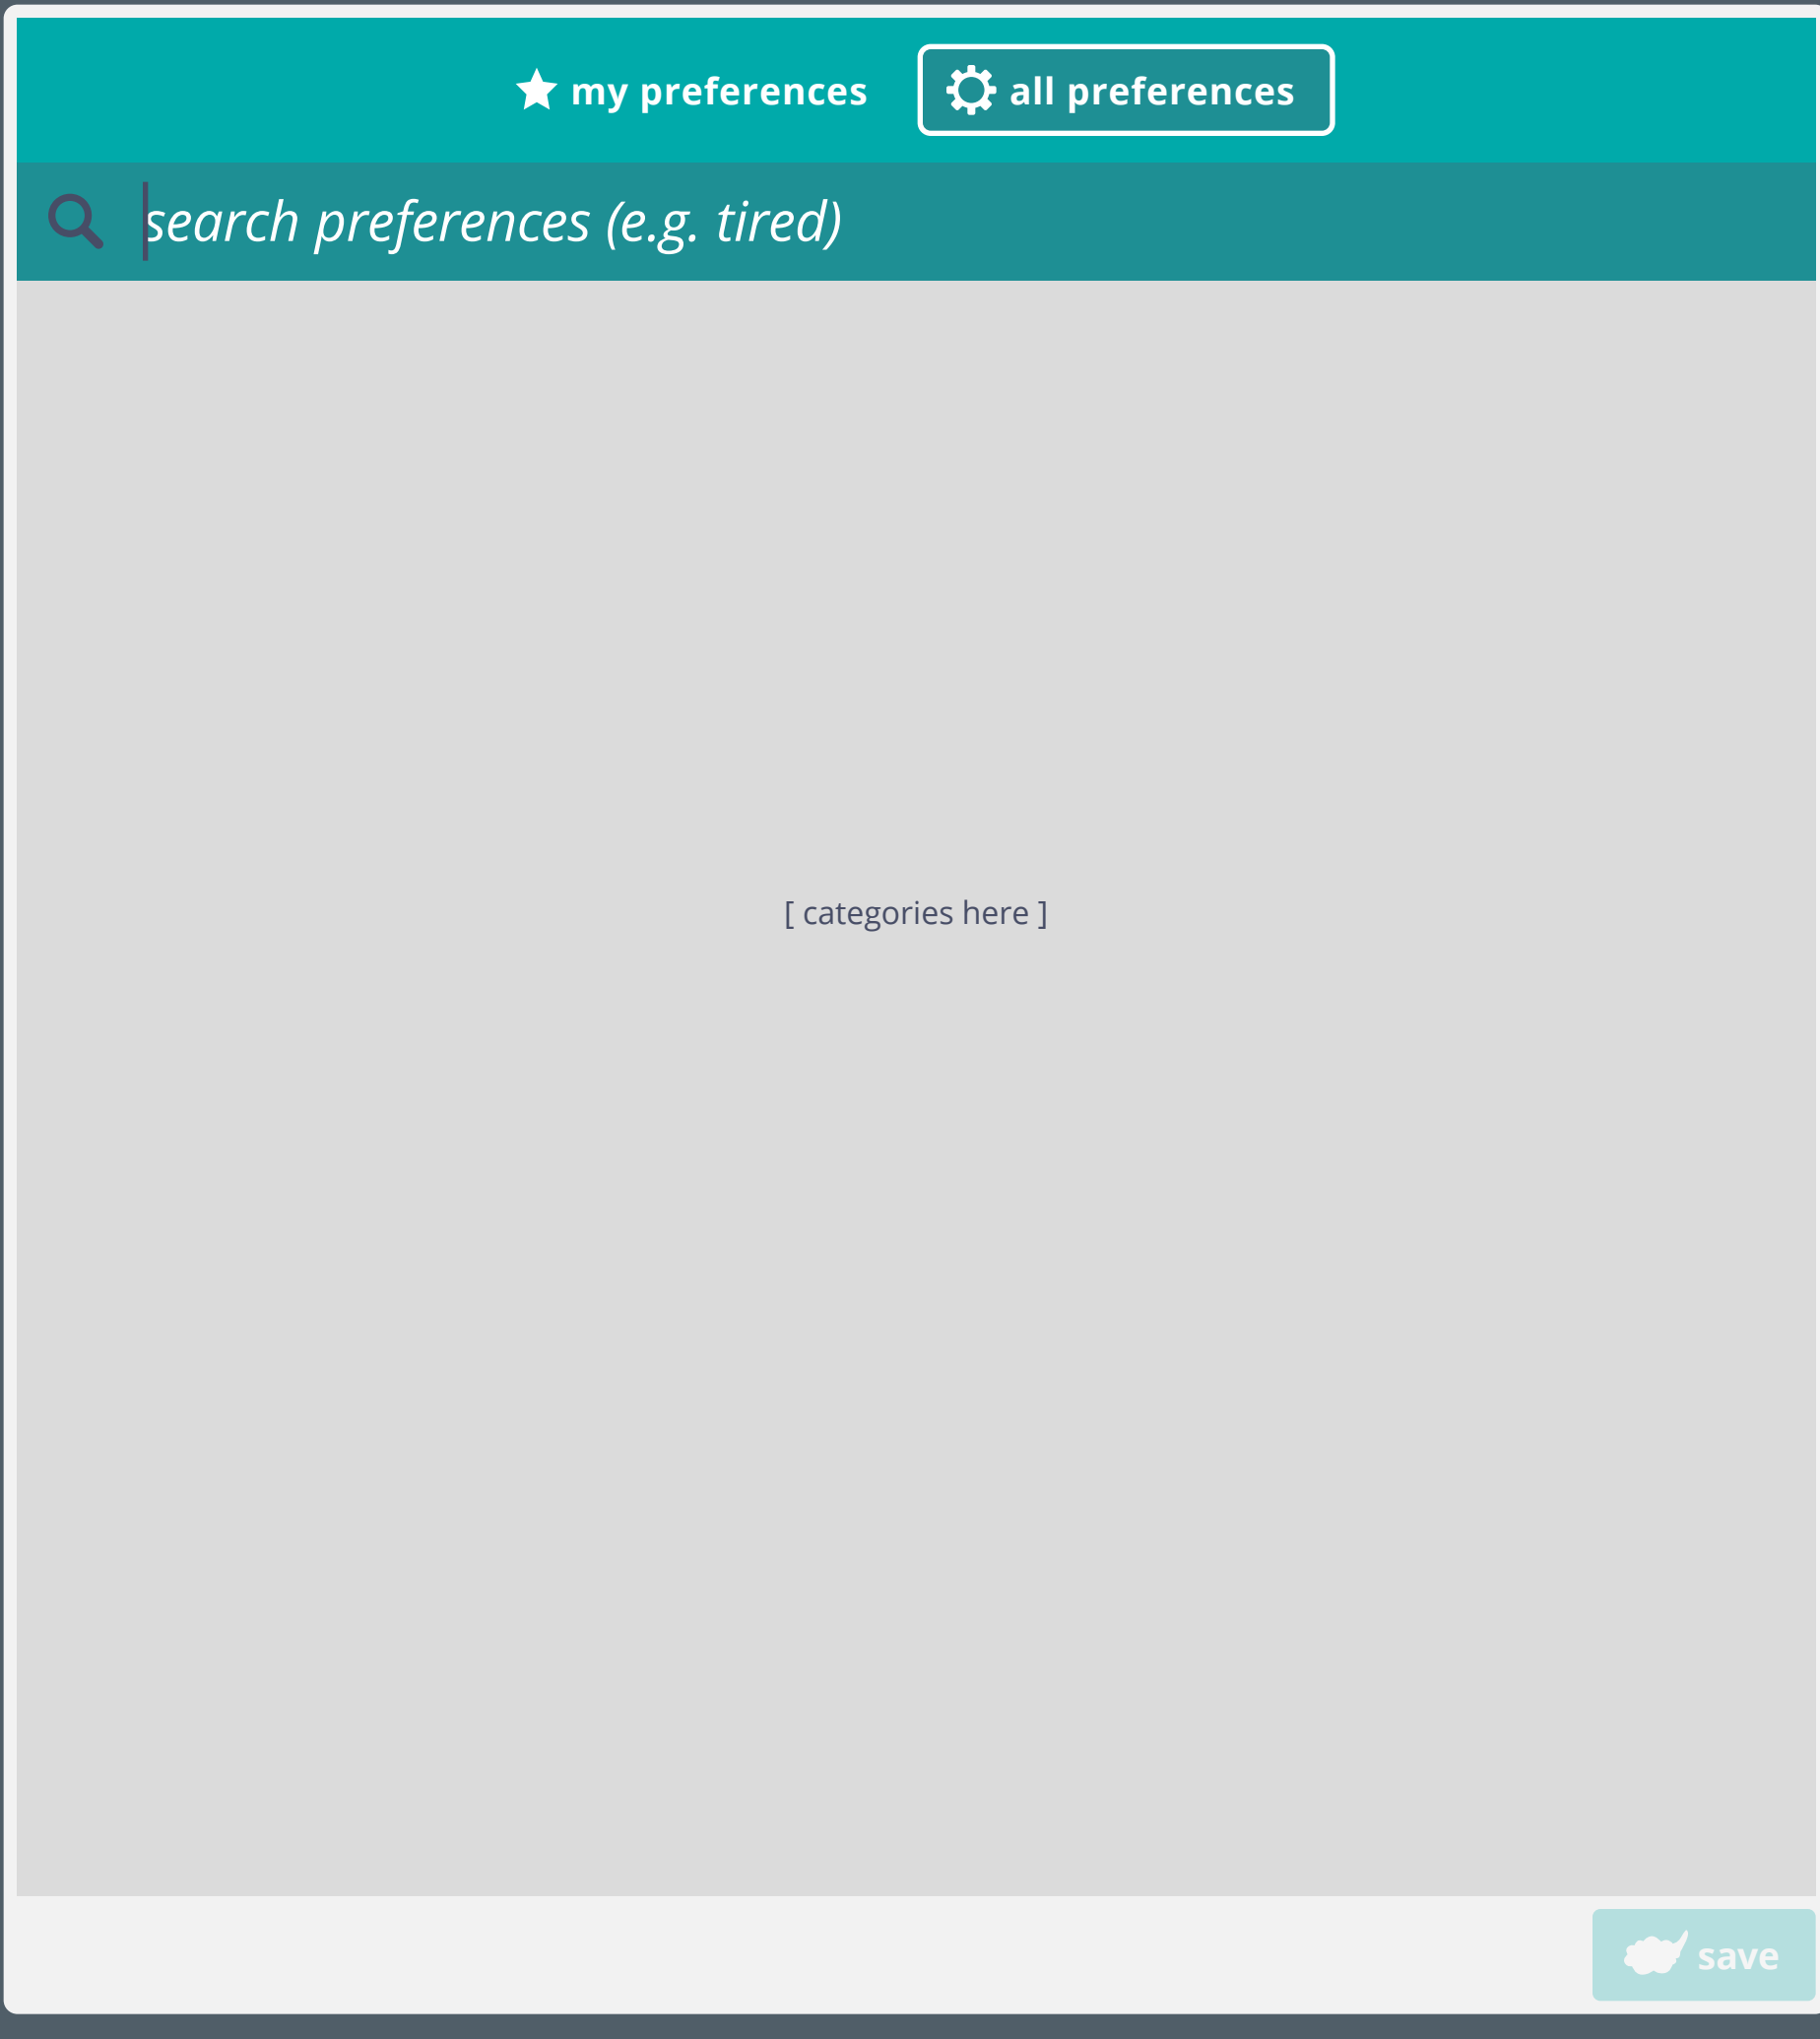 my preferences
all preferences
search preferences (e.g. tired)
[ categories here ]
save